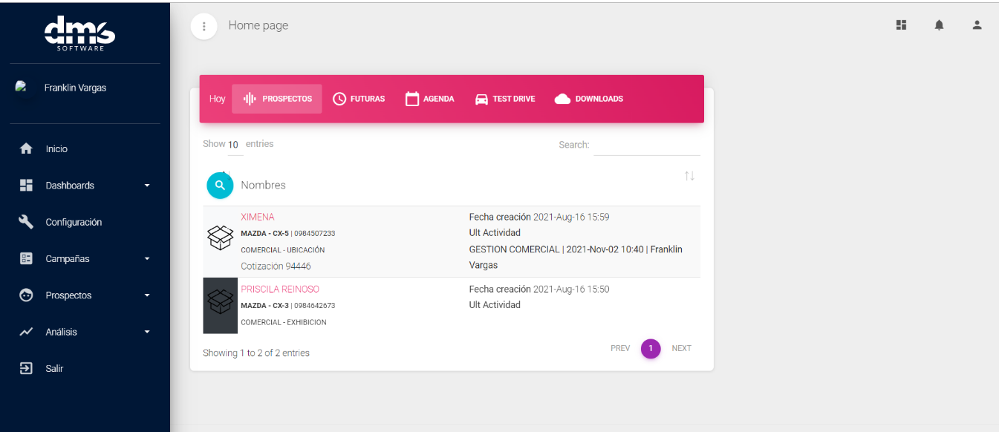 dms
SOFTWARE
Franklin Vargas
Inicio
Dashboards
Configuración
Campañas
Prospectos
Análisis
Salir
Home page
Hoy PROSPECTOS FUTURAS AGENDA TEST DRIVE DOWNLOADS
Show 10 entries Search:
Nombres
XIMENA
MAZDA - CX-5 | 0984507233
COMERCIAL - UBICACIÓN
Cotización 94446
Fecha creación 2021-Aug-16 15:59
Ult Actividad
GESTION COMERCIAL | 2021-Nov-02 10:40 | Franklin
Vargas
PRISCILA REINOSO
MAZDA - CX-3 | 0984642673
COMERCIAL - EXHIBICION
Fecha creación 2021-Aug-16 15:50
Ult Actividad
Showing 1 to 2 of 2 entries
PREV 1 NEXT